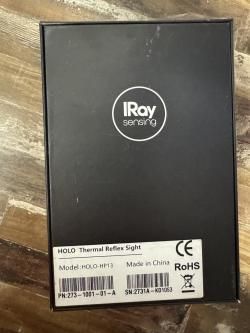 IRay
sensing
HOLO Thermal Reflex Sight
Model:HOLO-HP13 Made in China
CE
RoHS
PN:273-1001-01-A SN:2731A-K01053